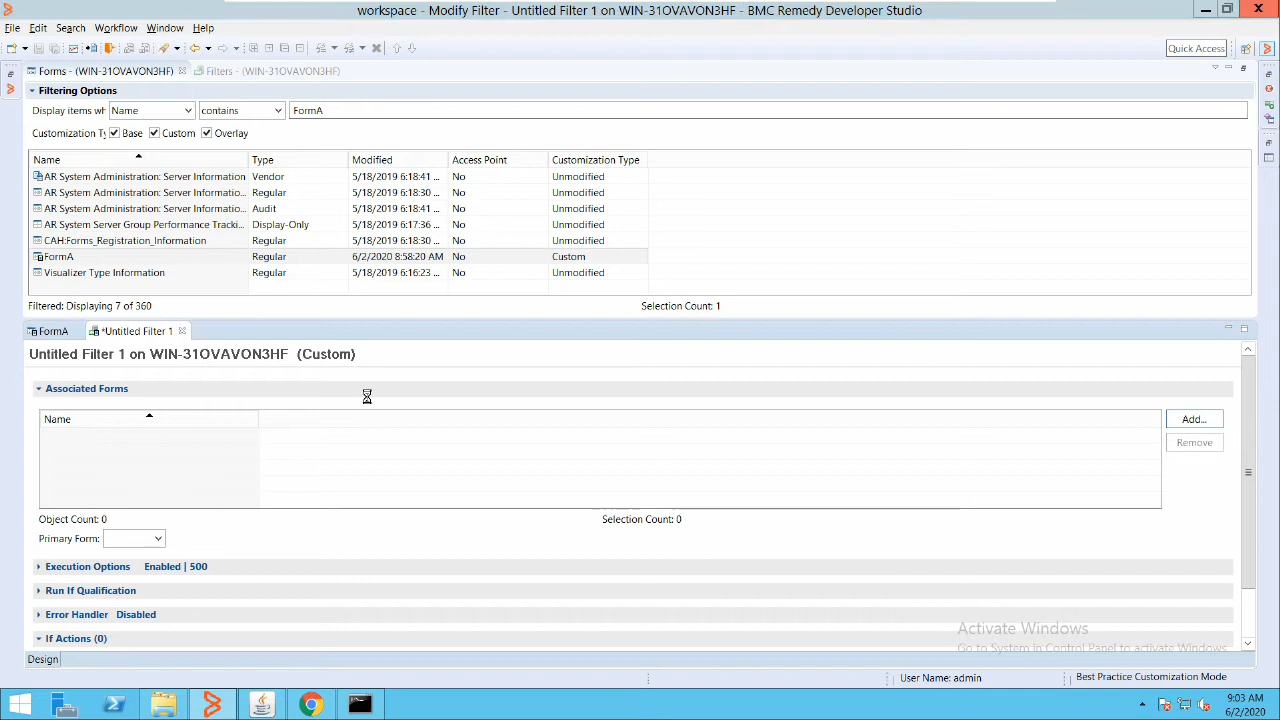 workspace - Modify Filter - Untitled Filter 1 on WIN-31OVAVON3HF - BMC Remedy Developer Studio
File Edit Search Workflow Window Help
Quick Access
Forms - (WIN-31OVAVON3HF) Filters - (WIN-31OVAVON3HF)
Filtering Options
Display items wh Name contains FormA
Customization Ty Base Custom Overlay
Name Type Modified Access Point Customization Type
AR System Administration: Server Information Vendor 5/18/2019 6:18:41 ... No Unmodified
AR System Administration: Server Informatio... Regular 5/18/2019 6:18:30 ... No Unmodified
AR System Administration: Server Informatio... Audit 5/18/2019 6:18:41 ... No Unmodified
AR System Server Group Performance Tracki... Display-Only 5/18/2019 6:17:36 ... No Unmodified
CAH:Forms_Registration_Information Regular 5/18/2019 6:18:30 ... No Unmodified
FormA Regular 6/2/2020 8:58:20 AM No Custom
Visualizer Type Information Regular 5/18/2019 6:16:23 ... No Unmodified
Filtered: Displaying 7 of 360 Selection Count: 1
FormA *Untitled Filter 1
Untitled Filter 1 on WIN-31OVAVON3HF (Custom)
Associated Forms
Name Add...
Remove
Object Count: 0 Selection Count: 0
Primary Form:
Execution Options Enabled | 500
Run If Qualification
Error Handler Disabled
Activate Windows
If Actions (0)
Go to System in Control Panel to activate Windows.
Design
User Name: admin Best Practice Customization Mode
9:03 AM
6/2/2020